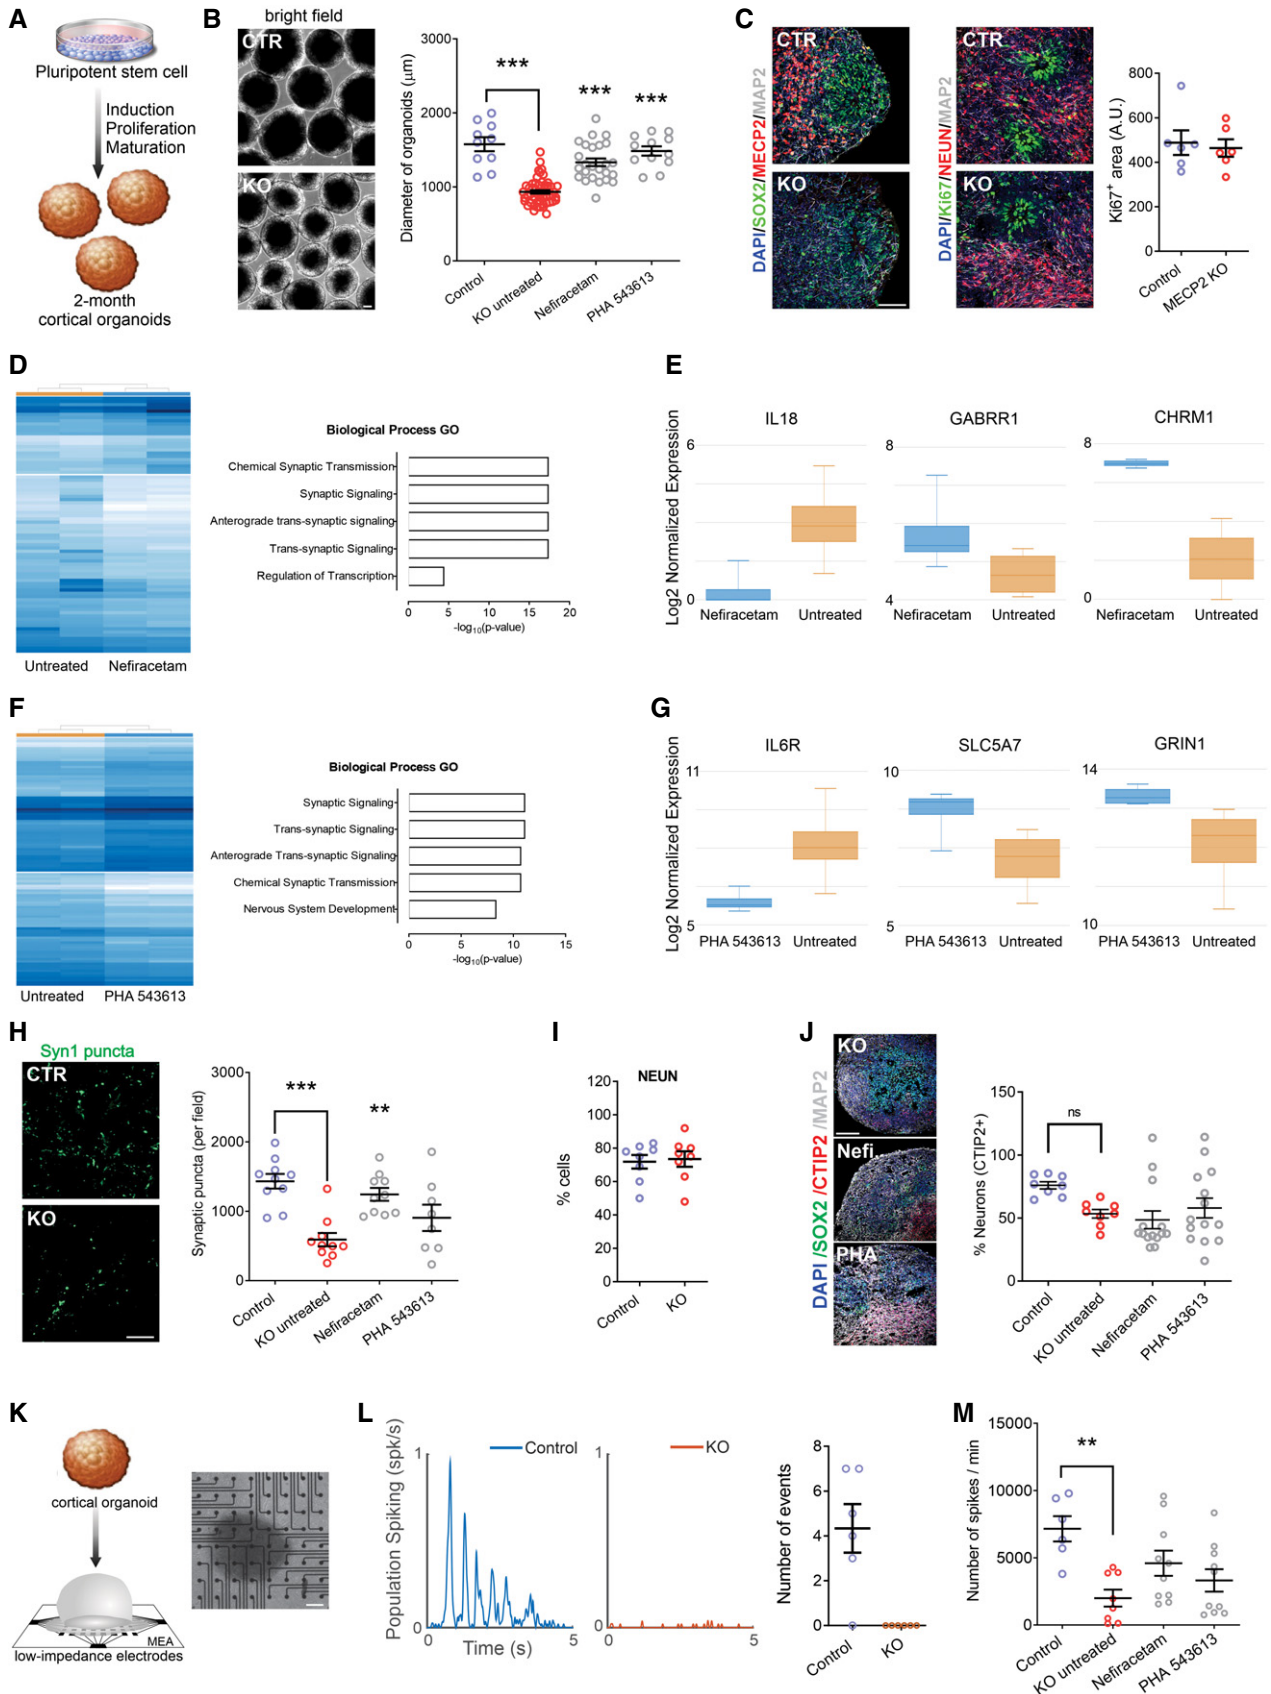 A
Pluripotent stem cell
Induction
Proliferation
Maturation
2-month
cortical organoids
B
bright field
CTR
KO
Diameter of organoids (μm)
3000
2000
1000
0
***
***
***
Control
KO untreated
Nefiracetam
PHA 543613
C
DAPI/SOX2/MECP2/MAP2
CTR
KO
DAPI/Ki67/NEUN/MAP2
CTR
KO
Ki67+ area (A.U.)
800
600
400
200
0
Control
MECP2 KO
D
Untreated
Nefiracetam
Biological Process GO
Chemical Synaptic Transmission
Synaptic Signaling
Anterograde trans-synaptic signaling
Trans-synaptic Signaling
Regulation of Transcription
0 5 10 15 20
-log10(p-value)
E
Log2 Normalized Expression
IL18
6
0
Nefiracetam Untreated
GABRR1
8
4
Nefiracetam Untreated
CHRM1
8
0
Nefiracetam Untreated
F
Untreated
PHA 543613
Biological Process GO
Synaptic Signaling
Trans-synaptic Signaling
Anterograde Trans-synaptic Signaling
Chemical Synaptic Transmission
Nervous System Development
0 5 10 15
-log10(p-value)
G
Log2 Normalized Expression
IL6R
11
5
PHA 543613 Untreated
SLC5A7
10
5
PHA 543613 Untreated
GRIN1
14
10
PHA 543613 Untreated
H
Syn1 puncta
CTR
KO
Synaptic puncta (per field)
3000
2000
1000
0
***
**
Control
KO untreated
Nefiracetam
PHA 543613
I
NEUN
% cells
120
100
80
60
40
20
0
Control
KO
J
DAPI /SOX2 /CTIP2 /MAP2
KO
Nefi
PHA
% Neurons (CTIP2+)
150
100
50
0
ns
Control
KO untreated
Nefiracetam
PHA 543613
K
cortical organoid
MEA
low-impedance electrodes
L
Population Spiking (spk/s)
Control
1
0
0 5
Time (s)
KO
1
0
0 5
Number of events
8
6
4
2
0
Control
KO
M
Number of spikes / min
15000
10000
5000
0
**
Control
KO untreated
Nefiracetam
PHA 543613